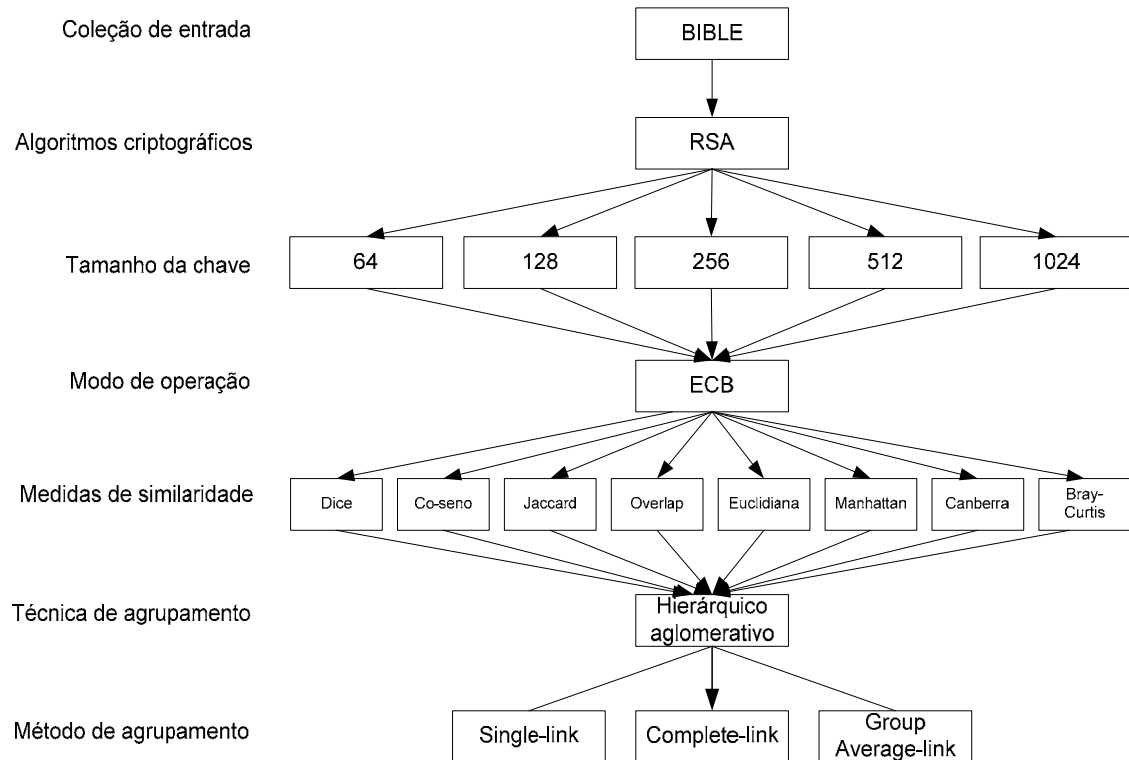 Coleção de entrada
BIBLE
Algoritmos criptográficos
RSA
Tamanho da chave
64
128
256
512
1024
Modo de operação
ECB
Medidas de similaridade
Dice
Co-seno
Jaccard
Overlap
Euclidiana
Manhattan
Canberra
Bray-
Curtis
Técnica de agrupamento
Hierárquico
aglomerativo
Método de agrupamento
Single-link
Complete-link
Group
Average-link